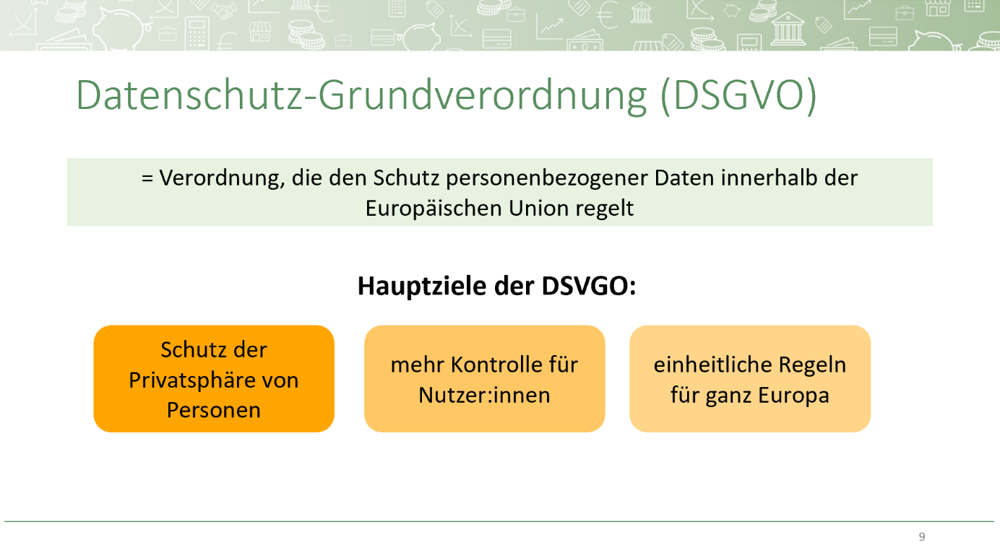 Datenschutz-Grundverordnung (DSGVO)
= Verordnung, die den Schutz personenbezogener Daten innerhalb der
Europäischen Union regelt
Hauptziele der DSVGO:
Schutz der
Privatsphäre von
Personen
mehr Kontrolle für
Nutzer:innen
einheitliche Regeln
für ganz Europa
9